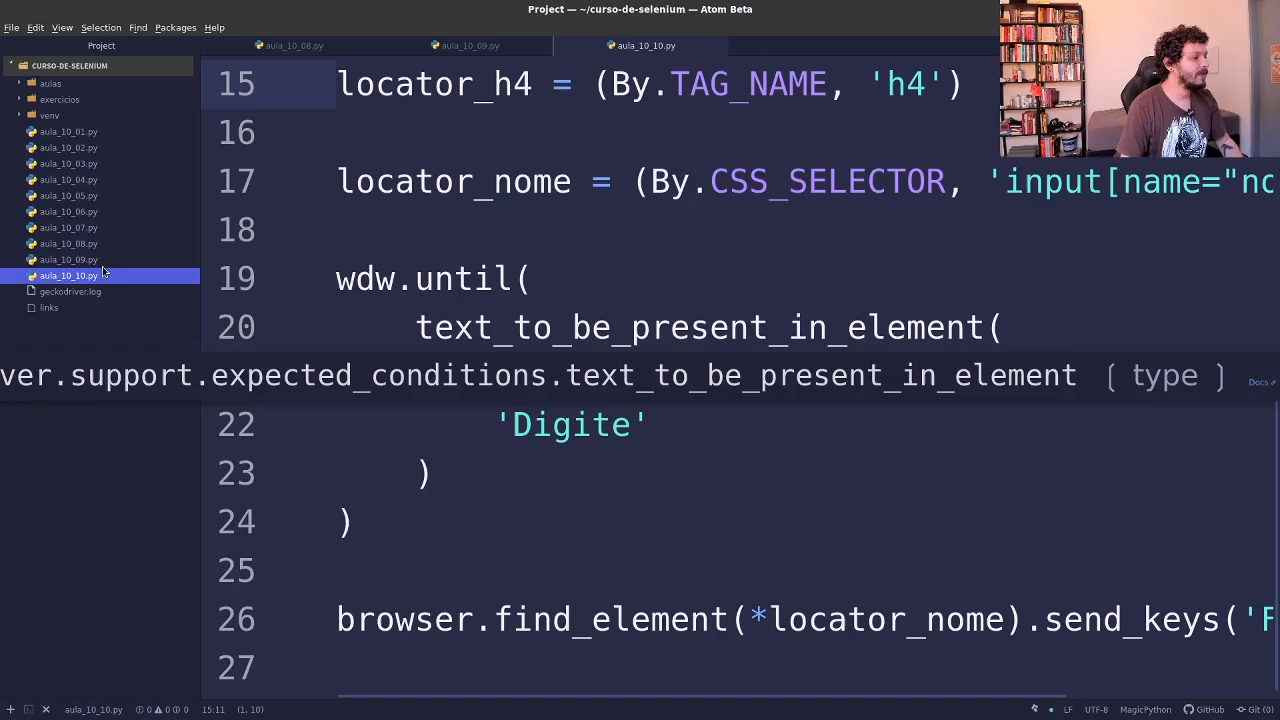 Project — ~/curso-de-selenium — Atom Beta
File Edit View Selection Find Packages Help
Project
aula_10_08.py
aula_10_09.py
aula_10_10.py
CURSO-DE-SELENIUM
aulas
exercicios
venv
aula_10_01.py
aula_10_02.py
aula_10_03.py
aula_10_04.py
aula_10_05.py
aula_10_06.py
aula_10_07.py
aula_10_08.py
aula_10_09.py
aula_10_10.py
geckodriver.log
links
15 locator_h4 = (By.TAG_NAME, 'h4')
16
17 locator_nome = (By.CSS_SELECTOR, 'input[name="no
18
19 wdw.until(
20 text_to_be_present_in_element(
ver.support.expected_conditions.text_to_be_present_in_element ( type ) Docs
22 'Digite'
23 )
24 )
25
26 browser.find_element(*locator_nome).send_keys('F
27
aula_10_10.py 0 0 0 15:11 (1, 10) LF UTF-8 MagicPython GitHub Git (0)